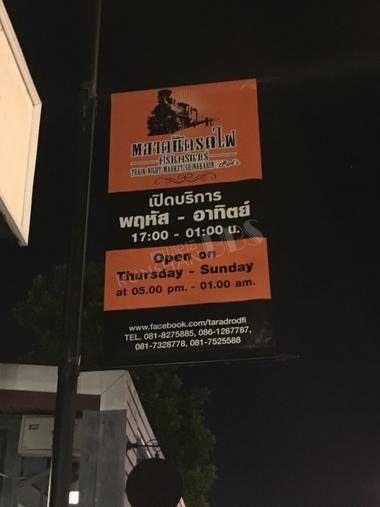 ตลาดนัดรถไฟ
ศรีนครินทร์
TRAIN NIGHT MARKET SRINAKARIN
เปิดบริการ
พฤหัส - อาทิตย์
17:00 - 01:00 น.
Open on
Thursday - Sunday
at 05.00 pm. - 01.00 am.
www.facebook.com/taradrodfi
TEL. 081-8275885, 086-1267787,
081-7328778, 081-7525588